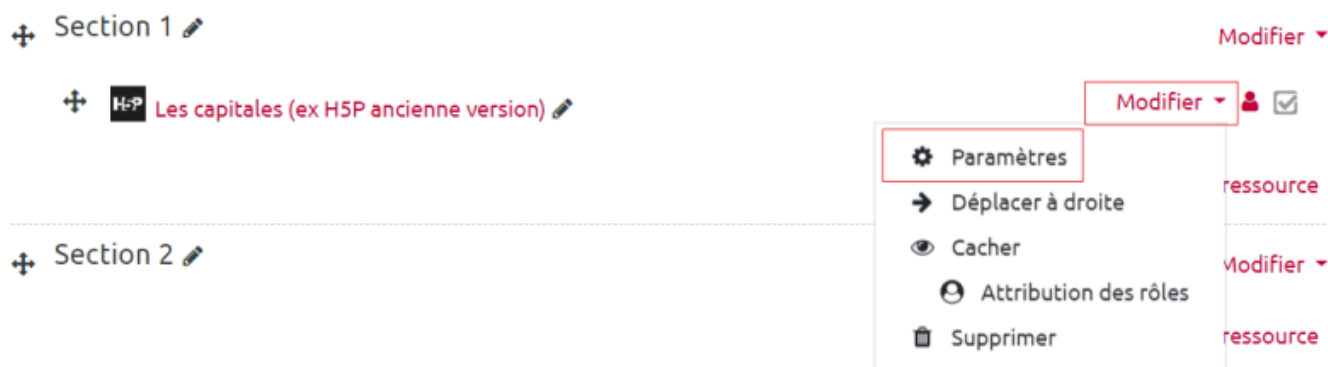 Section 1
Modifier
H-P Les capitales (ex H5P ancienne version)
Modifier
Paramètres
ressource
Déplacer à droite
Section 2
Cacher
Modifier
Attribution des rôles
Supprimer
ressource